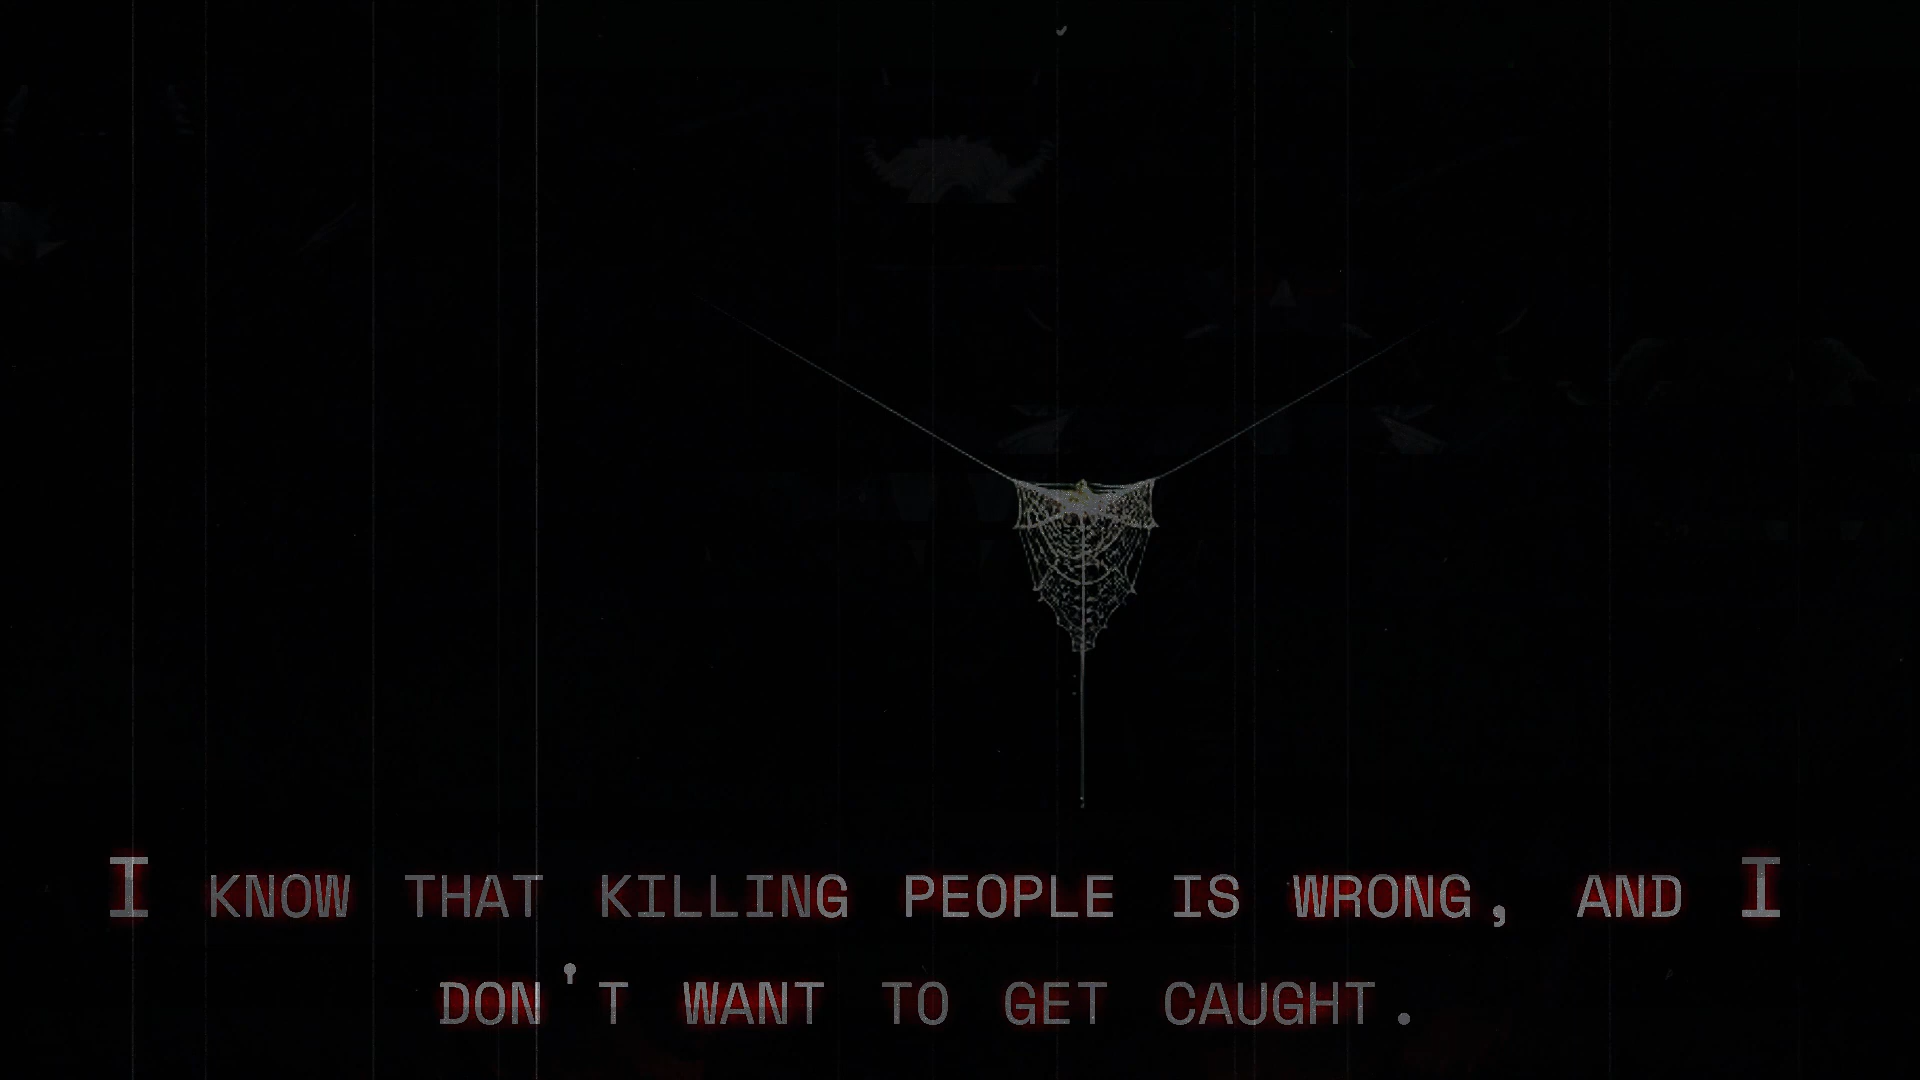 I KNOW THAT KILLING PEOPLE IS WRONG, AND I
DON'T WANT TO GET CAUGHT.